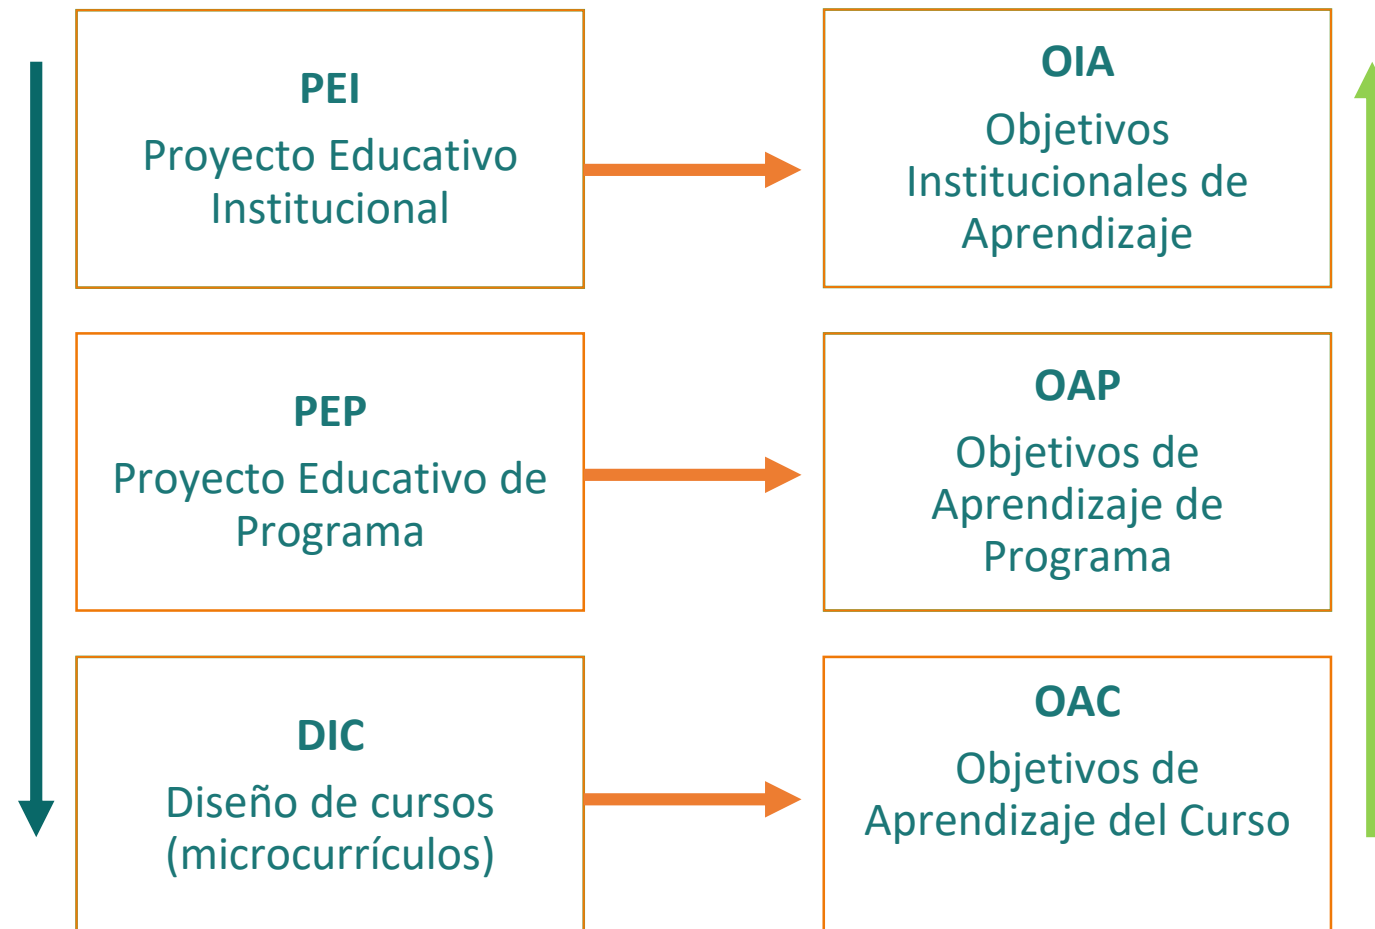 PEI
Proyecto Educativo
Institucional
OIA
Objetivos
Institucionales de
Aprendizaje
PEP
Proyecto Educativo de
Programa
OAP
Objetivos de
Aprendizaje de
Programa
DIC
Diseño de cursos
(microcurrículos)
OAC
Objetivos de
Aprendizaje del Curso